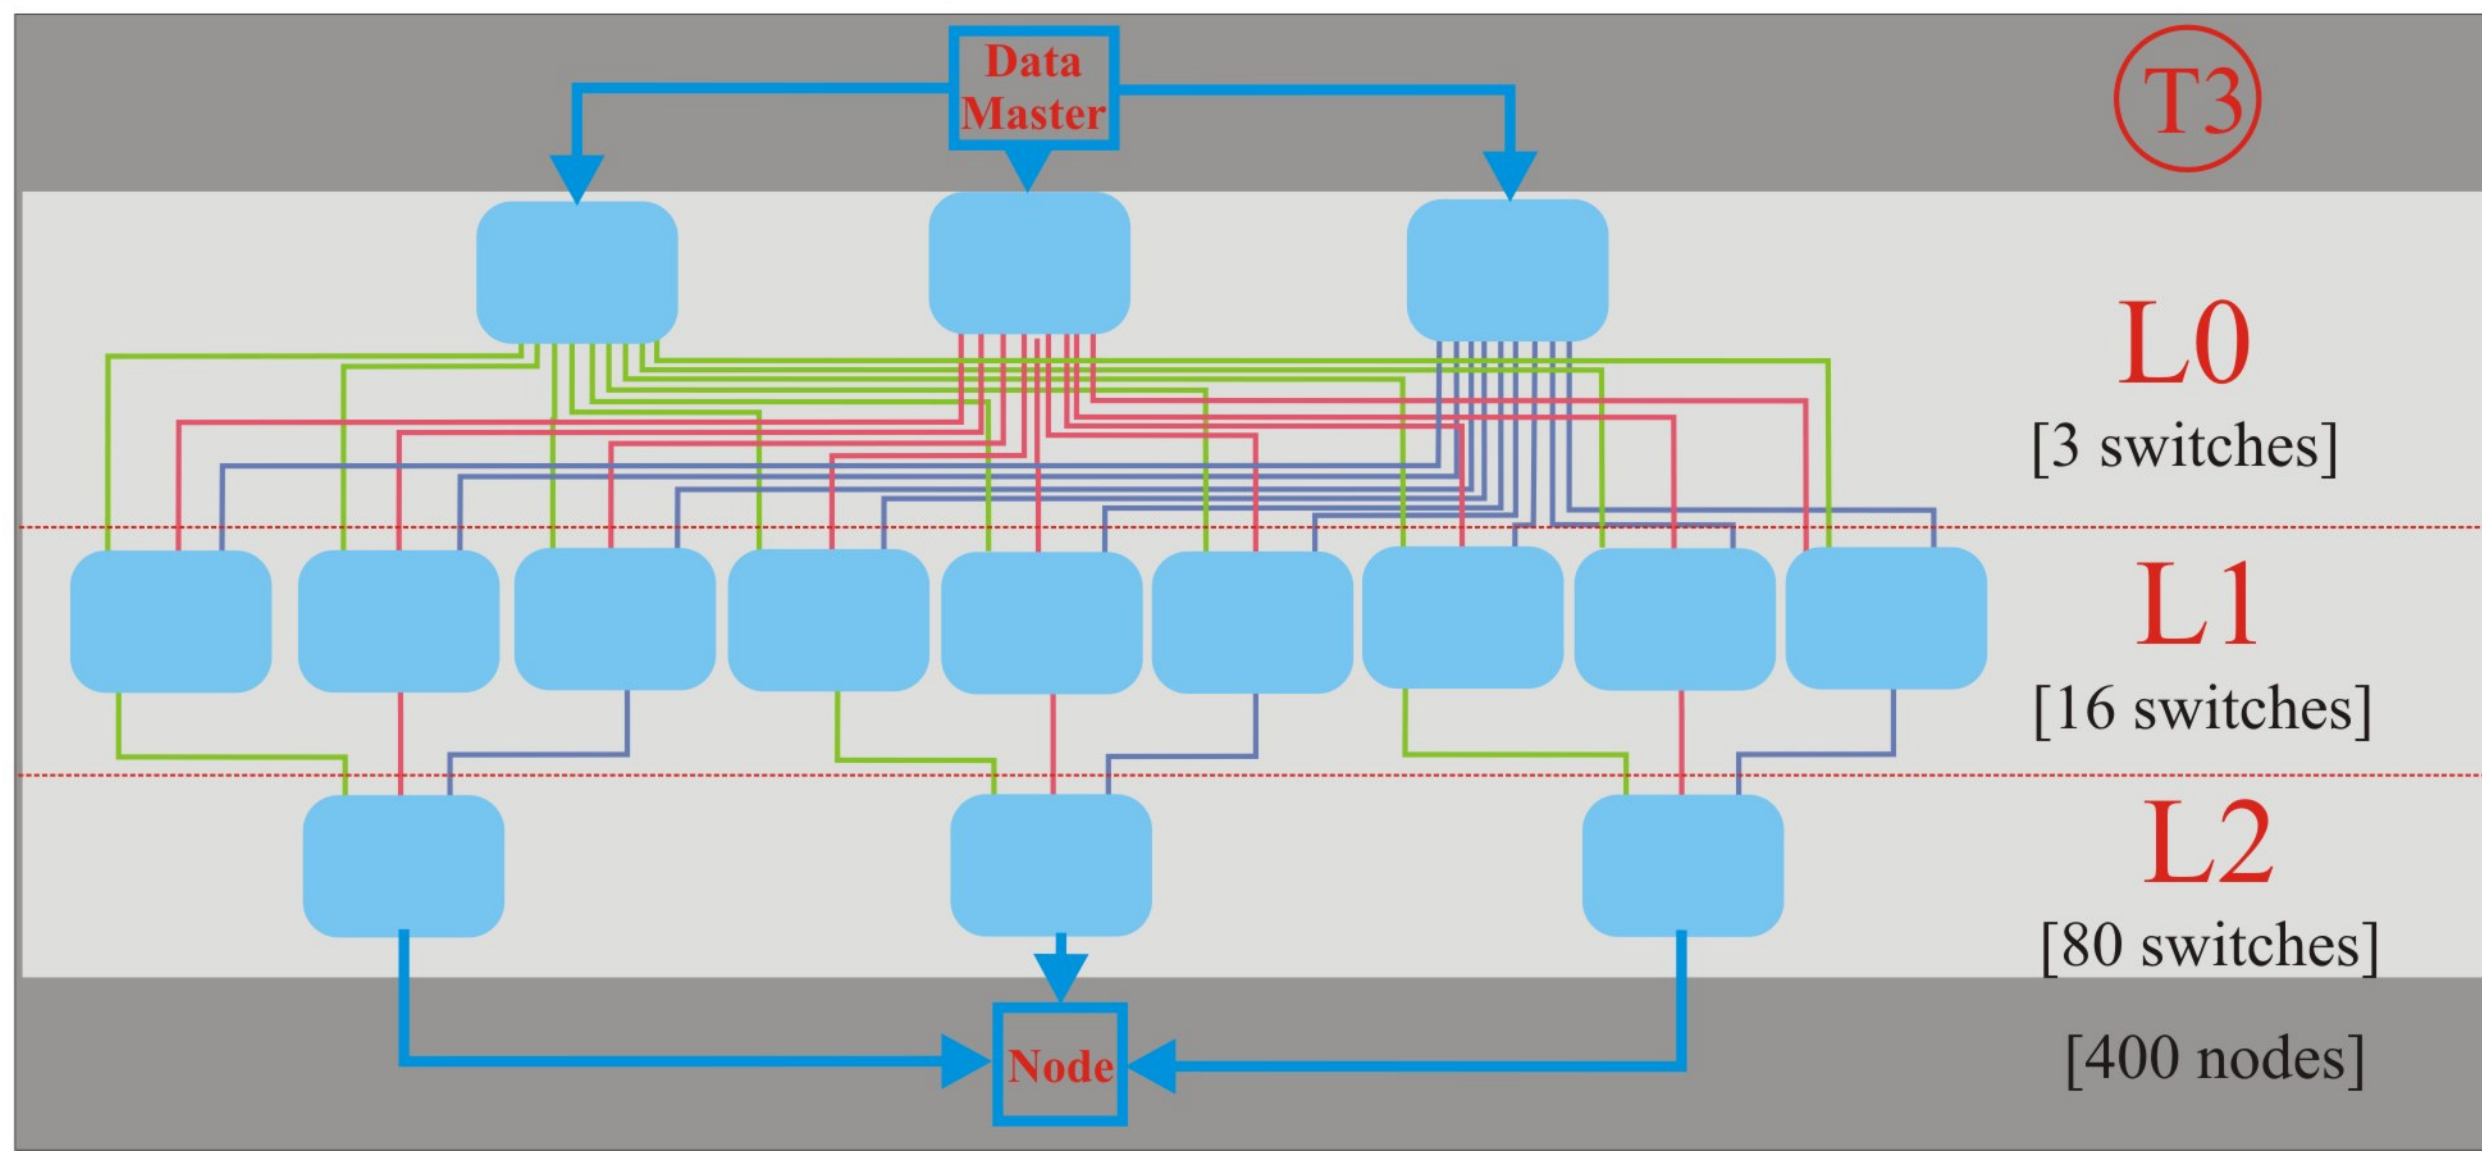 Data
Master
T3
L0
[3 switches]
L1
[16 switches]
L2
[80 switches]
Node
[400 nodes]